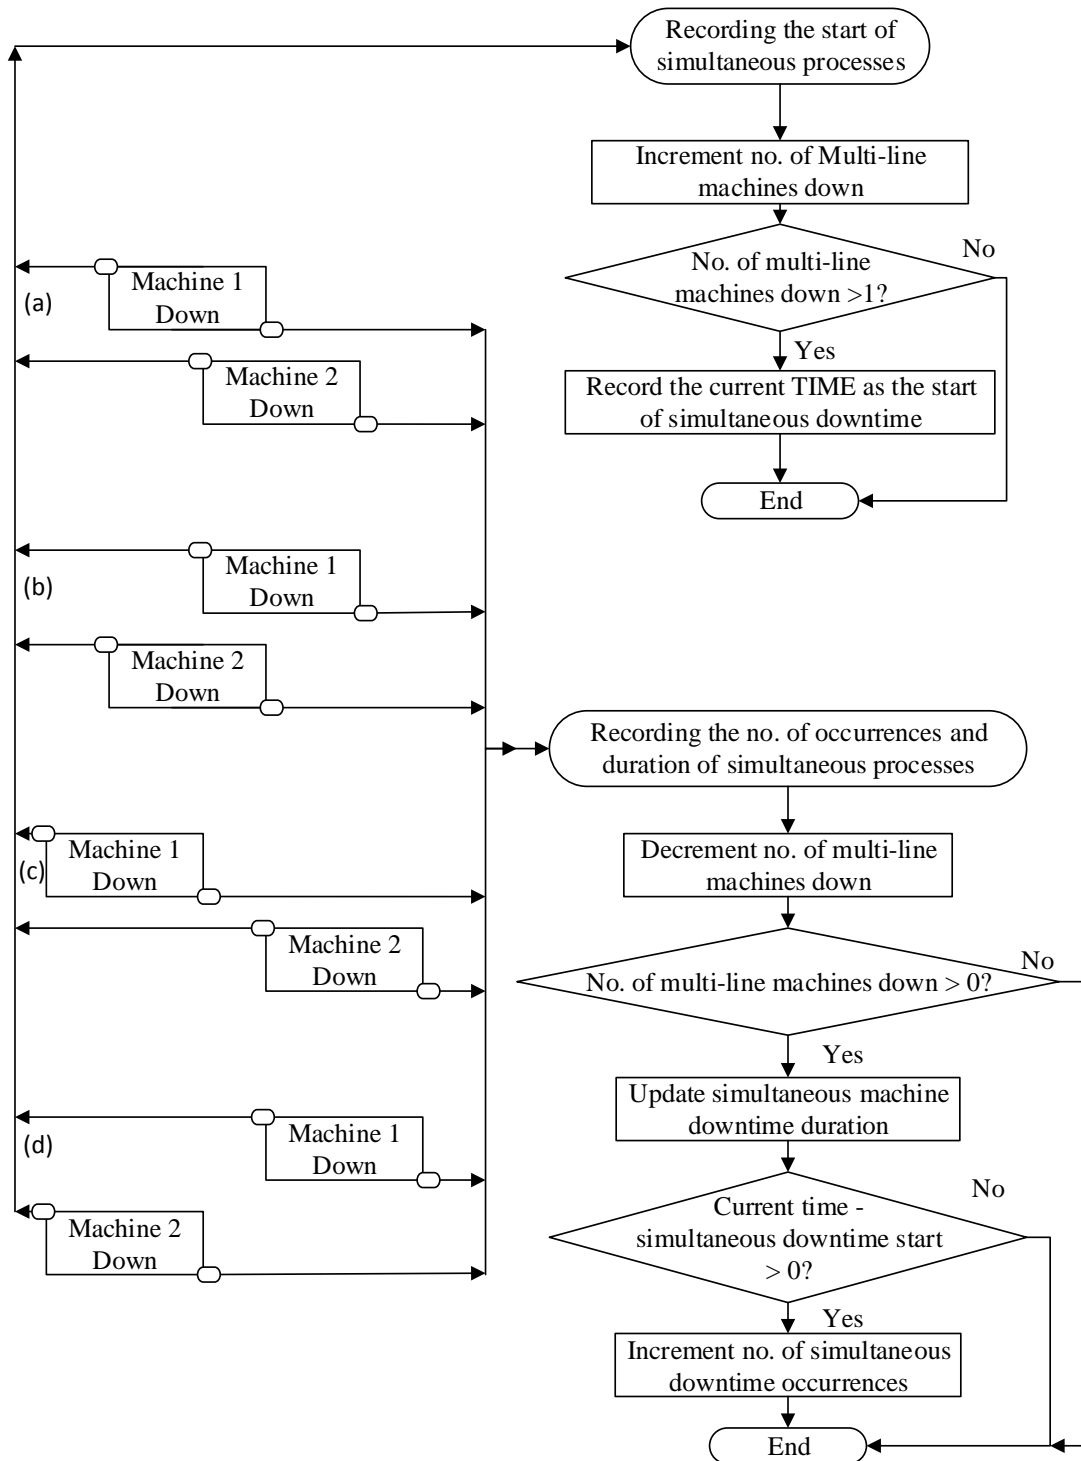 Recording the start of
simultaneous processes
Increment no. of Multi-line
machines down
No. of multi-line
machines down >1?
No
Yes
Record the current TIME as the start
of simultaneous downtime
End
(a)
Machine 1
Down
Machine 2
Down
(b)
Machine 1
Down
Machine 2
Down
(c)
Machine 1
Down
Machine 2
Down
(d)
Machine 1
Down
Machine 2
Down
Recording the no. of occurrences and
duration of simultaneous processes
Decrement no. of multi-line
machines down
No. of multi-line machines down > 0?
No
Yes
Update simultaneous machine
downtime duration
Current time -
simultaneous downtime start
> 0?
No
Yes
Increment no. of simultaneous
downtime occurrences
End